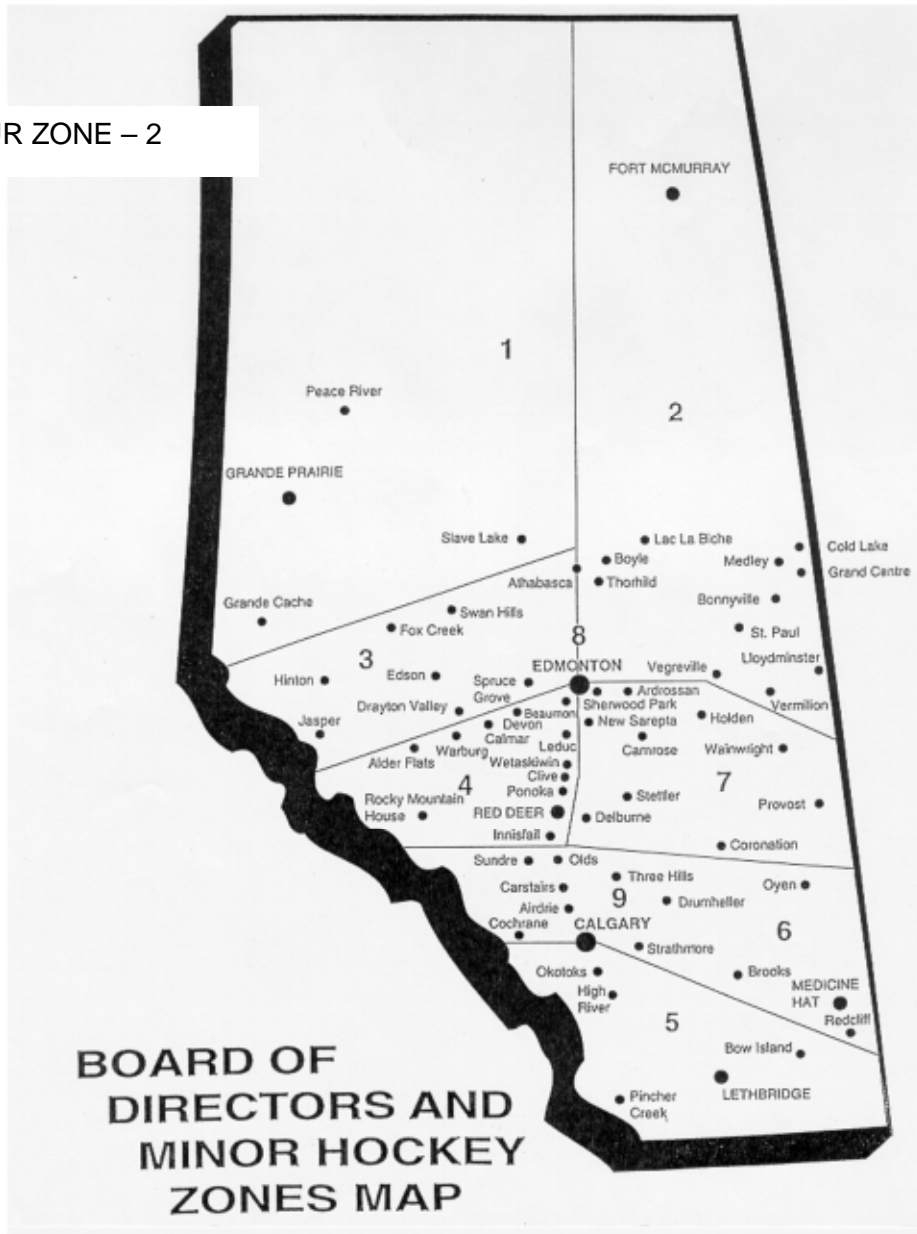 UR ZONE – 2
FORT MCMURRAY
1
Peace River
2
GRANDE PRAIRIE
Slave Lake
Lac La Biche
Cold Lake
Boyle
Medley
Athabasca
Grand Centre
Thorhild
Bonnyville
Grande Cache
Swan Hills
Fox Creek
St. Paul
8
3
EDMONTON
Vegreville
Lloydminster
Hinton
Edson
Spruce
Grove
Ardrossan
Sherwood Park
Vermilion
Drayton Valley
Beaumon
New Sarepta
Holden
Jasper
Devon
Calmar
Warburg
Leduc
Camrose
Wainwright
Alder Flats
Wetaskiwin
Clive
4
7
Ponoka
Stettler
Rocky Mountain
House
RED DEER
Delburne
Provost
Innisfail
Coronation
Sundre
Olds
Three Hills
Oyen
Carstairs
9
Drumheller
Airdrie
Cochrane
CALGARY
6
Strathmore
Okotoks
Brooks
High
River
MEDICINE
HAT
5
Redcliff
Bow Island
LETHBRIDGE
Pincher
Creek
BOARD OF
DIRECTORS AND
MINOR HOCKEY
ZONES MAP